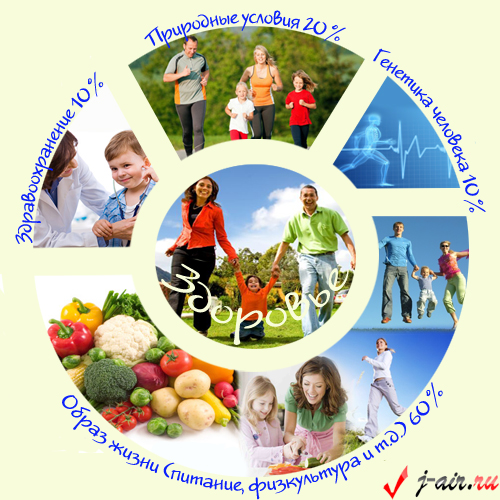 Природные условия 20%
Генетика человека 10%
Здравоохранение 10%
Здоровье
Образ жизни (питание, физкультура и т.д.) 60%
j-air.ru